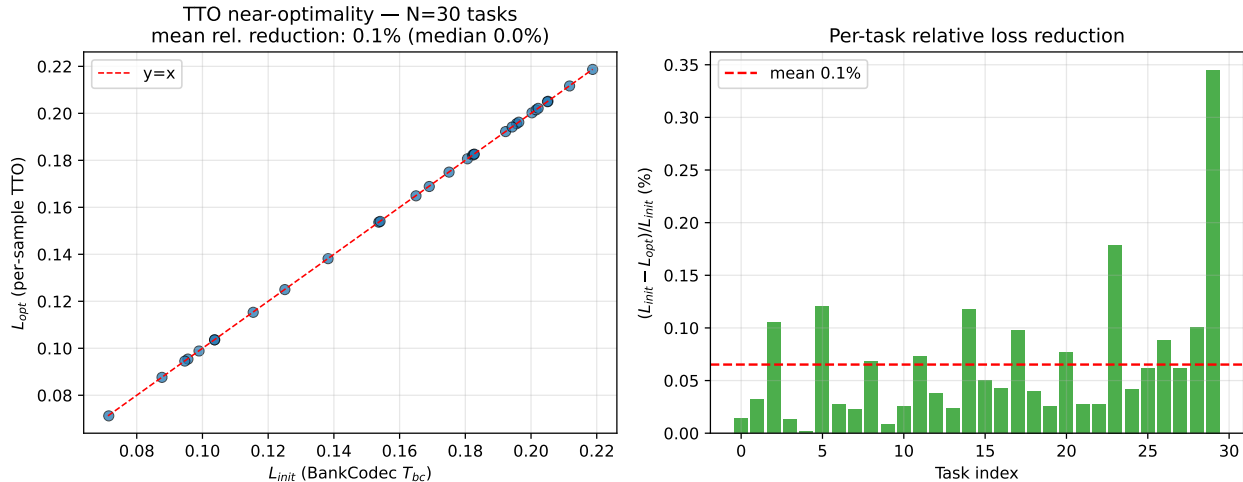 TTO near-optimality — N=30 tasks
mean rel. reduction: 0.1% (median 0.0%)
y=x
0.22
0.20
0.18
0.16
0.14
0.12
0.10
0.08
L_opt (per-sample TTO)
0.08 0.10 0.12 0.14 0.16 0.18 0.20 0.22
L_init (BankCodec T_bc)
Per-task relative loss reduction
mean 0.1%
0.35
0.30
0.25
0.20
0.15
0.10
0.05
0.00
(L_init − L_opt)/L_init (%)
0 5 10 15 20 25 30
Task index